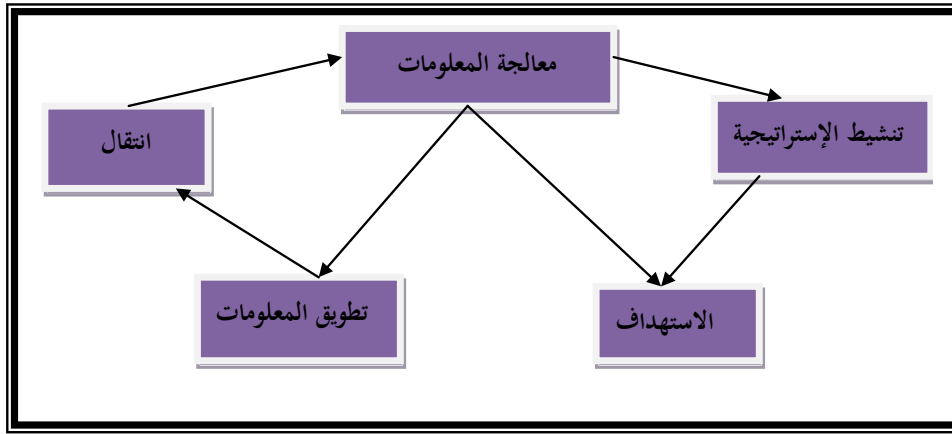 معالجة المعلومات
تنشيط الإستراتيجية
انتقال
الاستهداف
تطويق المعلومات